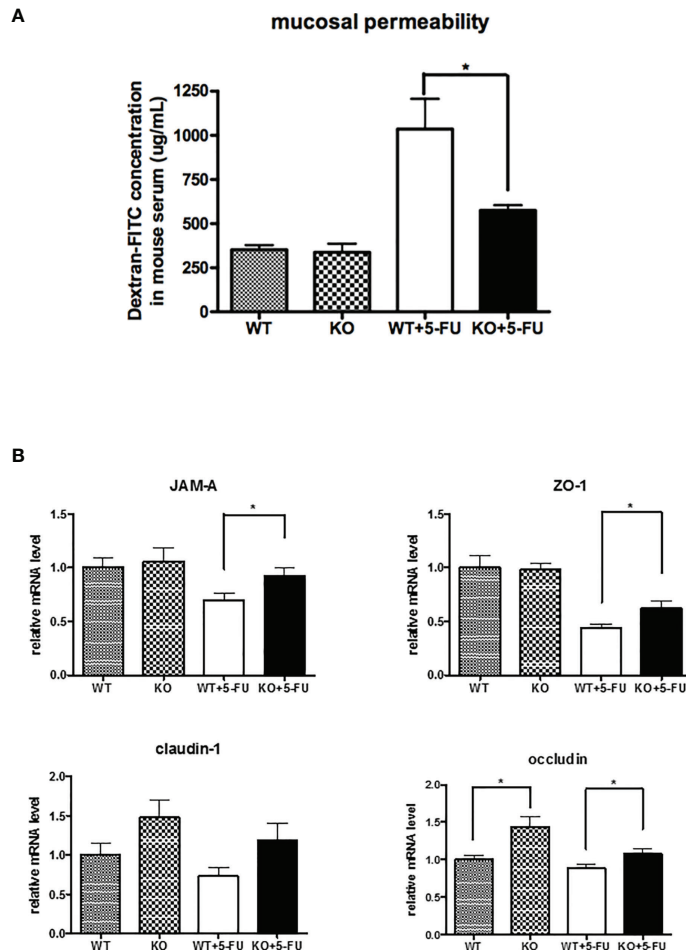 A
mucosal permeability
Dextran-FITC concentration
in mouse serum (ug/mL)
1250
1000
750
500
250
0
*
WT KO WT+5-FU KO+5-FU
B
JAM-A
relative mRNA level
1.5
1.0
0.5
0.0
*
WT KO WT+5-FU KO+5-FU
ZO-1
relative mRNA level
1.5
1.0
0.5
0.0
*
WT KO WT+5-FU KO+5-FU
claudin-1
relative mRNA level
2.0
1.5
1.0
0.5
0.0
WT KO WT+5-FU KO+5-FU
occludin
relative mRNA level
2.0
1.5
1.0
0.5
0.0
*
*
WT KO WT+5-FU KO+5-FU